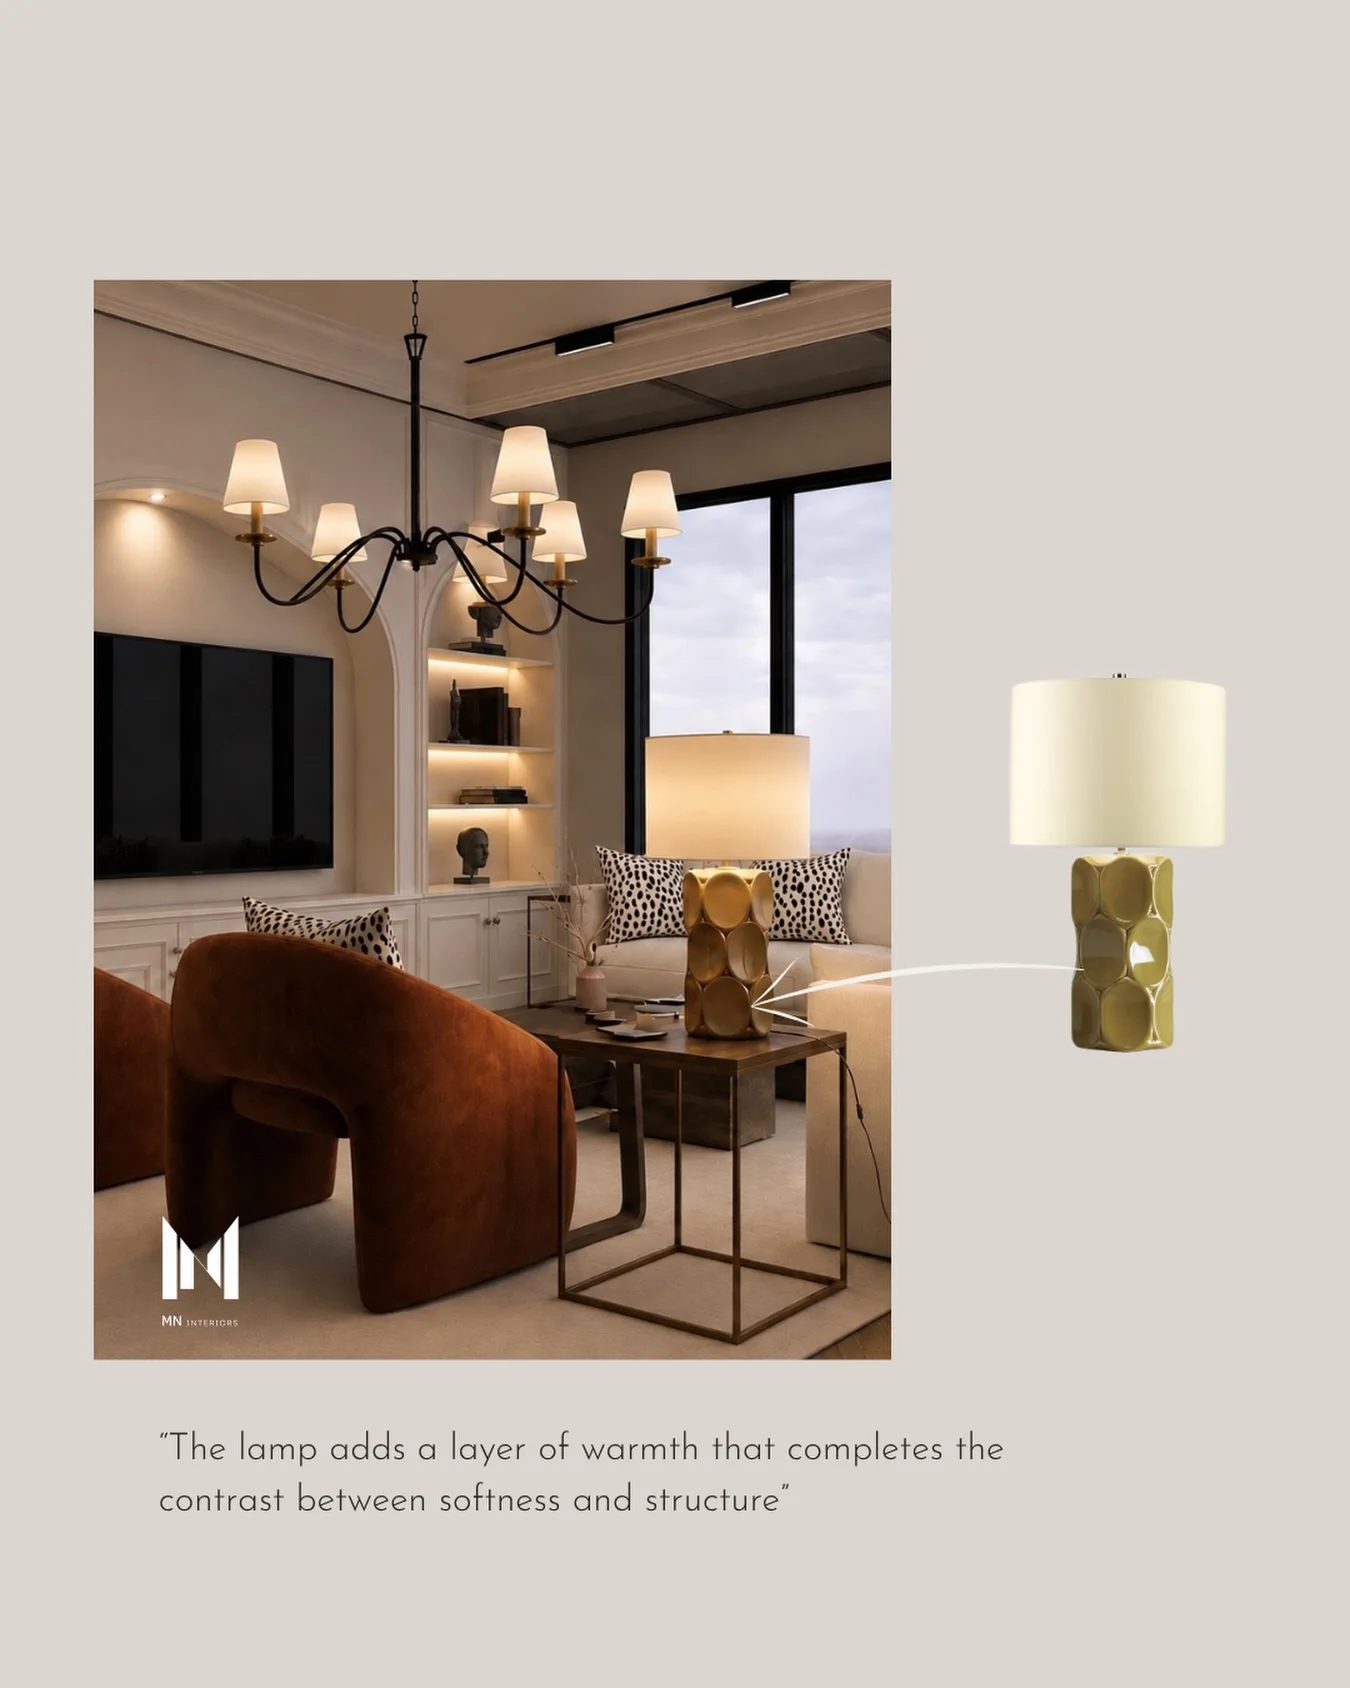 MN INTERIORS
“The lamp adds a layer of warmth that completes the
contrast between softness and structure”